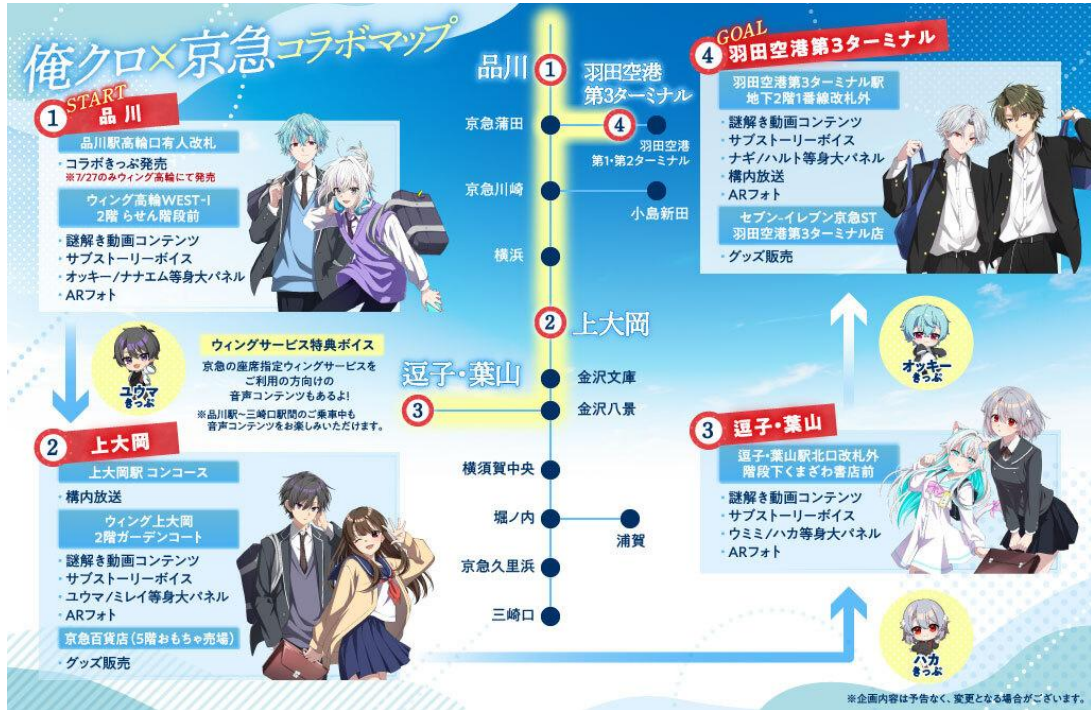 俺クロ×京急コラボマップ
START
1 品川
品川駅高輪口有人改札
・コラボきっぷ発売
※7/27のみウィング高輪にて発売
ウィング高輪WEST-I
2階 らせん階段前
・謎解き動画コンテンツ
・サブストーリーボイス
・オッキー/ナナエム等身大パネル
・ARフォト
ユウマ
きっぷ
ウィングサービス特典ボイス
京急の座席指定ウィングサービスを
ご利用の方向けの
音声コンテンツもあるよ!
※品川駅~三崎口駅間のご乗車中も
音声コンテンツをお楽しみいただけます。
2 上大岡
上大岡駅 コンコース
・構内放送
ウィング上大岡
2階ガーデンコート
・謎解き動画コンテンツ
・サブストーリーボイス
・ユウマ/ミレイ等身大パネル
・ARフォト
京急百貨店(5階おもちゃ売場)
・グッズ販売
品川 1
羽田空港
第3ターミナル
京急蒲田
4
羽田空港
第1・第2ターミナル
京急川崎
小島新田
横浜
2 上大岡
逗子・葉山
3
金沢文庫
金沢八景
横須賀中央
堀ノ内
浦賀
京急久里浜
三崎口
GOAL
4 羽田空港第3ターミナル
羽田空港第3ターミナル駅
地下2階1番線改札外
・謎解き動画コンテンツ
・サブストーリーボイス
・ナギ/ハルト等身大パネル
・構内放送
・ARフォト
セブン-イレブン京急ST
羽田空港第3ターミナル店
・グッズ販売
オッキー
きっぷ
3 逗子・葉山
逗子・葉山駅北口改札外
階段下くまざわ書店前
・謎解き動画コンテンツ
・サブストーリーボイス
・ウミミ/ハカ等身大パネル
・ARフォト
ハカ
きっぷ
※企画内容は予告なく、変更となる場合がございます。